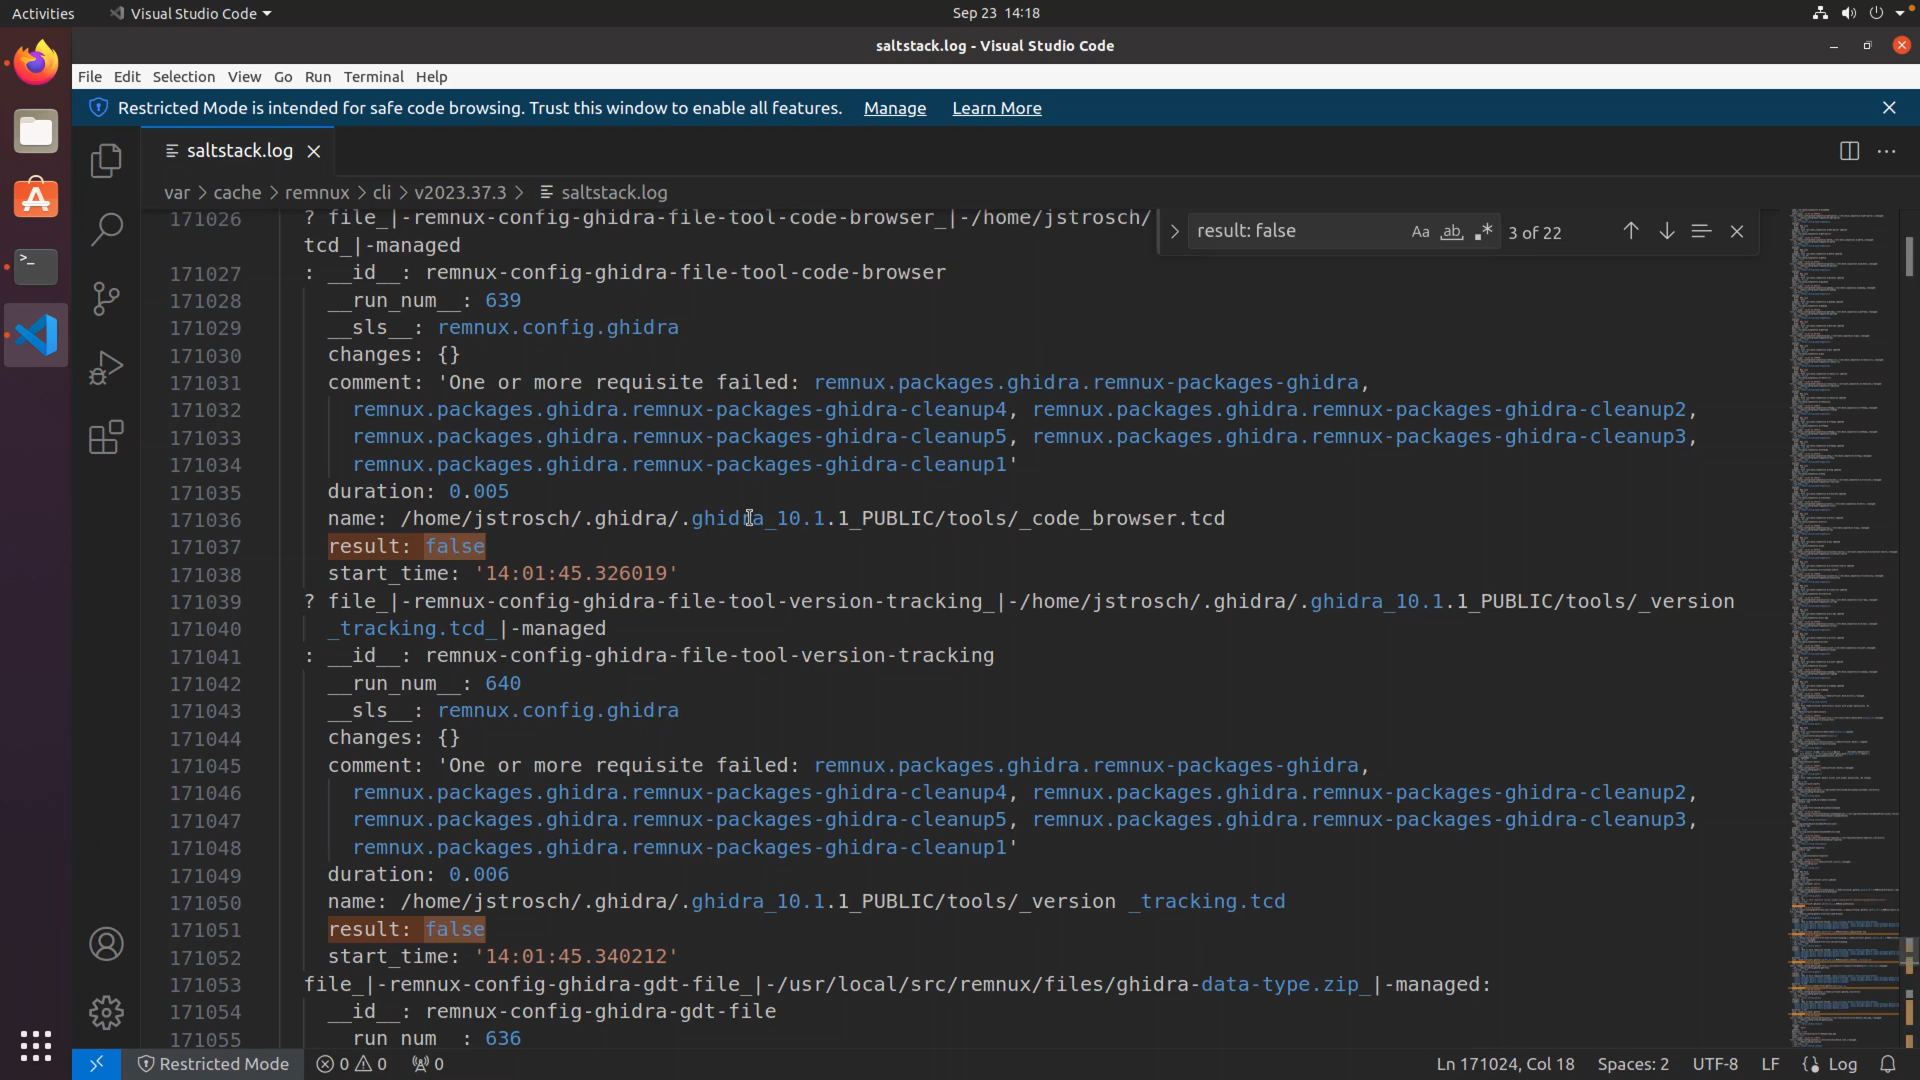 Activities
Visual Studio Code
Sep 23 14:18
saltstack.log - Visual Studio Code
File Edit Selection View Go Run Terminal Help
Restricted Mode is intended for safe code browsing. Trust this window to enable all features. Manage Learn More
saltstack.log
var > cache > remnux > cli > v2023.37.3 > saltstack.log
result: false
Aa ab
3 of 22
171026 ? file_|-remnux-config-ghidra-file-tool-code-browser_|-/home/jstrosch/
tcd_|-managed
171027 : __id__: remnux-config-ghidra-file-tool-code-browser
171028 __run_num__: 639
171029 __sls__: remnux.config.ghidra
171030 changes: {}
171031 comment: 'One or more requisite failed: remnux.packages.ghidra.remnux-packages-ghidra,
171032 remnux.packages.ghidra.remnux-packages-ghidra-cleanup4, remnux.packages.ghidra.remnux-packages-ghidra-cleanup2,
171033 remnux.packages.ghidra.remnux-packages-ghidra-cleanup5, remnux.packages.ghidra.remnux-packages-ghidra-cleanup3,
171034 remnux.packages.ghidra.remnux-packages-ghidra-cleanup1'
171035 duration: 0.005
171036 name: /home/jstrosch/.ghidra/.ghidra_10.1.1_PUBLIC/tools/_code_browser.tcd
171037 result: false
171038 start_time: '14:01:45.326019'
171039 ? file_|-remnux-config-ghidra-file-tool-version-tracking_|-/home/jstrosch/.ghidra/.ghidra_10.1.1_PUBLIC/tools/_version
171040 _tracking.tcd_|-managed
171041 : __id__: remnux-config-ghidra-file-tool-version-tracking
171042 __run_num__: 640
171043 __sls__: remnux.config.ghidra
171044 changes: {}
171045 comment: 'One or more requisite failed: remnux.packages.ghidra.remnux-packages-ghidra,
171046 remnux.packages.ghidra.remnux-packages-ghidra-cleanup4, remnux.packages.ghidra.remnux-packages-ghidra-cleanup2,
171047 remnux.packages.ghidra.remnux-packages-ghidra-cleanup5, remnux.packages.ghidra.remnux-packages-ghidra-cleanup3,
171048 remnux.packages.ghidra.remnux-packages-ghidra-cleanup1'
171049 duration: 0.006
171050 name: /home/jstrosch/.ghidra/.ghidra_10.1.1_PUBLIC/tools/_version _tracking.tcd
171051 result: false
171052 start_time: '14:01:45.340212'
171053 file_|-remnux-config-ghidra-gdt-file_|-/usr/local/src/remnux/files/ghidra-data-type.zip_|-managed:
171054 __id__: remnux-config-ghidra-gdt-file
171055 __run_num__: 636
Restricted Mode 0 0 0
Ln 171024, Col 18 Spaces: 2 UTF-8 LF {} Log